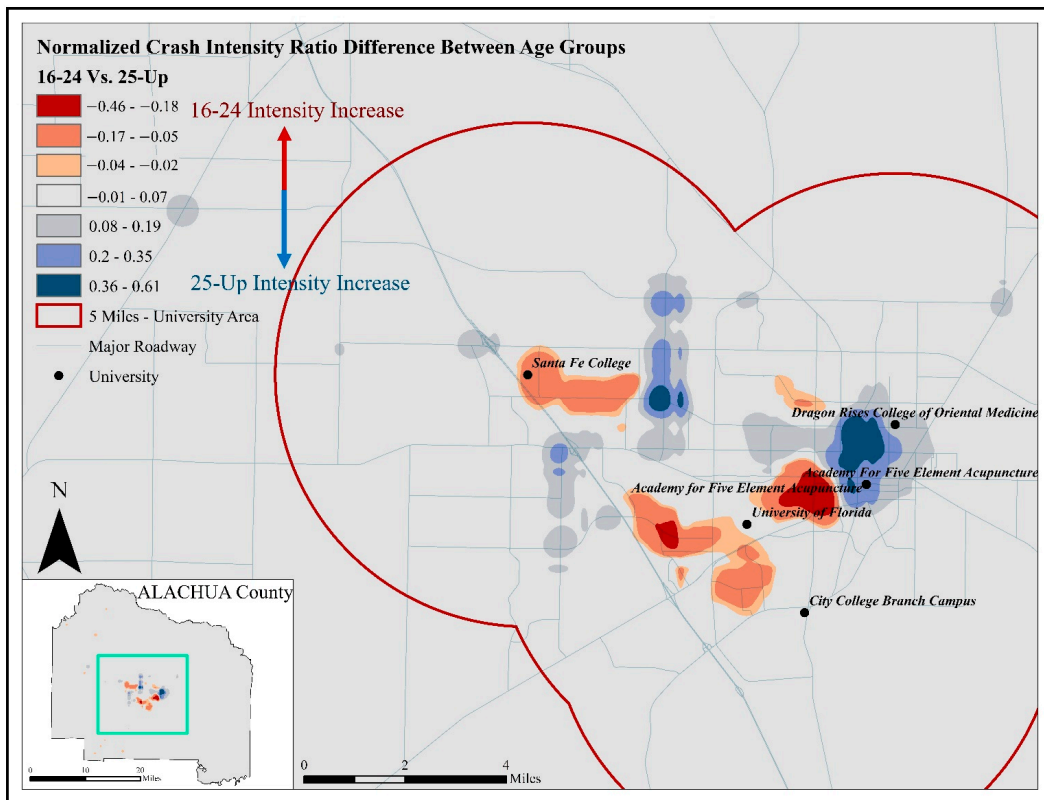 Normalized Crash Intensity Ratio Difference Between Age Groups
16-24 Vs. 25-Up
−0.46 - −0.18
−0.17 - −0.05
−0.04 - −0.02
−0.01 - 0.07
0.08 - 0.19
0.2 - 0.35
0.36 - 0.61
5 Miles - University Area
Major Roadway
University
16-24 Intensity Increase
25-Up Intensity Increase
Santa Fe College
Dragon Rises College of Oriental Medicine
Academy For Five Element Acupuncture
Academy for Five Element Acupuncture
University of Florida
City College Branch Campus
N
ALACHUA County
0 10 20
Miles
0 2 4
Miles